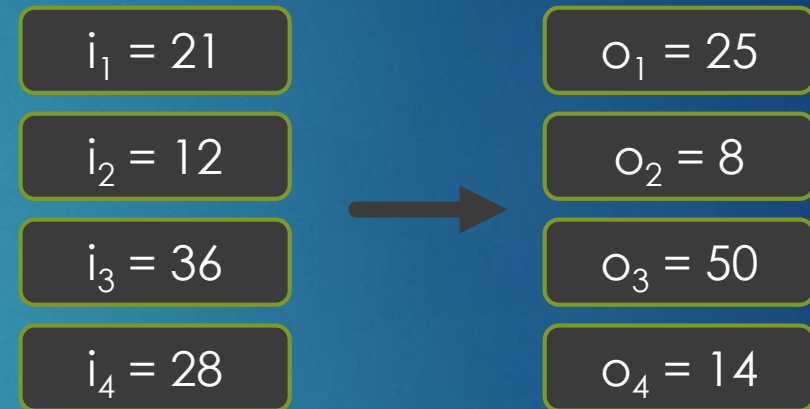 i₁ = 21
o₁ = 25
i₂ = 12
o₂ = 8
i₃ = 36
o₃ = 50
i₄ = 28
o₄ = 14